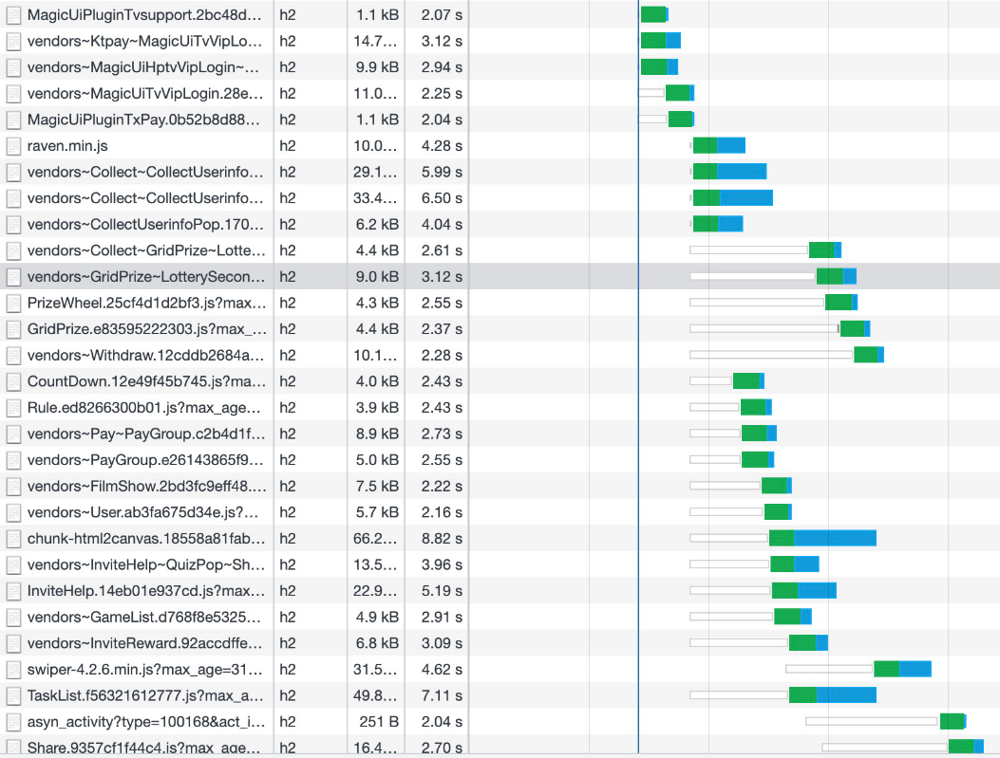 MagicUiPluginTvsupport.2bc48d... h2 1.1 kB 2.07 s
vendors~Ktpay~MagicUiTvVipLo... h2 14.7... 3.12 s
vendors~MagicUiHptvVipLogin~... h2 9.9 kB 2.94 s
vendors~MagicUiTvVipLogin.28e... h2 11.0... 2.25 s
MagicUiPluginTxPay.0b52b8d88... h2 1.1 kB 2.04 s
raven.min.js h2 10.0... 4.28 s
vendors~Collect~CollectUserinfo... h2 29.1... 5.99 s
vendors~Collect~CollectUserinfo... h2 33.4... 6.50 s
vendors~CollectUserinfoPop.170... h2 6.2 kB 4.04 s
vendors~Collect~GridPrize~Lotte... h2 4.4 kB 2.61 s
vendors~GridPrize~LotterySecon... h2 9.0 kB 3.12 s
PrizeWheel.25cf4d1d2bf3.js?max... h2 4.3 kB 2.55 s
GridPrize.e83595222303.js?max_... h2 4.4 kB 2.37 s
vendors~Withdraw.12cddb2684a... h2 10.1... 2.28 s
CountDown.12e49f45b745.js?ma... h2 4.0 kB 2.43 s
Rule.ed8266300b01.js?max_age... h2 3.9 kB 2.43 s
vendors~Pay~PayGroup.c2b4d1f... h2 8.9 kB 2.73 s
vendors~PayGroup.e26143865f9... h2 5.0 kB 2.55 s
vendors~FilmShow.2bd3fc9eff48.... h2 7.5 kB 2.22 s
vendors~User.ab3fa675d34e.js?... h2 5.7 kB 2.16 s
chunk-html2canvas.18558a81fab... h2 66.2... 8.82 s
vendors~InviteHelp~QuizPop~Sh... h2 13.5... 3.96 s
InviteHelp.14eb01e937cd.js?max... h2 22.9... 5.19 s
vendors~GameList.d768f8e5325... h2 4.9 kB 2.91 s
vendors~InviteReward.92accdffe... h2 6.8 kB 3.09 s
swiper-4.2.6.min.js?max_age=31... h2 31.5... 4.62 s
TaskList.f56321612777.js?max_a... h2 49.8... 7.11 s
asyn_activity?type=100168&act_i... h2 251 B 2.04 s
Share.9357cf1f44c4.js?max_age... h2 16.4... 2.70 s